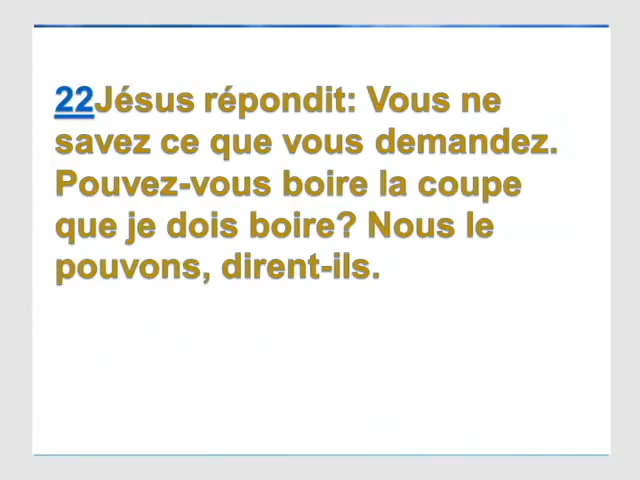 22Jésus répondit: Vous ne
savez ce que vous demandez.
Pouvez-vous boire la coupe
que je dois boire? Nous le
pouvons, dirent-ils.